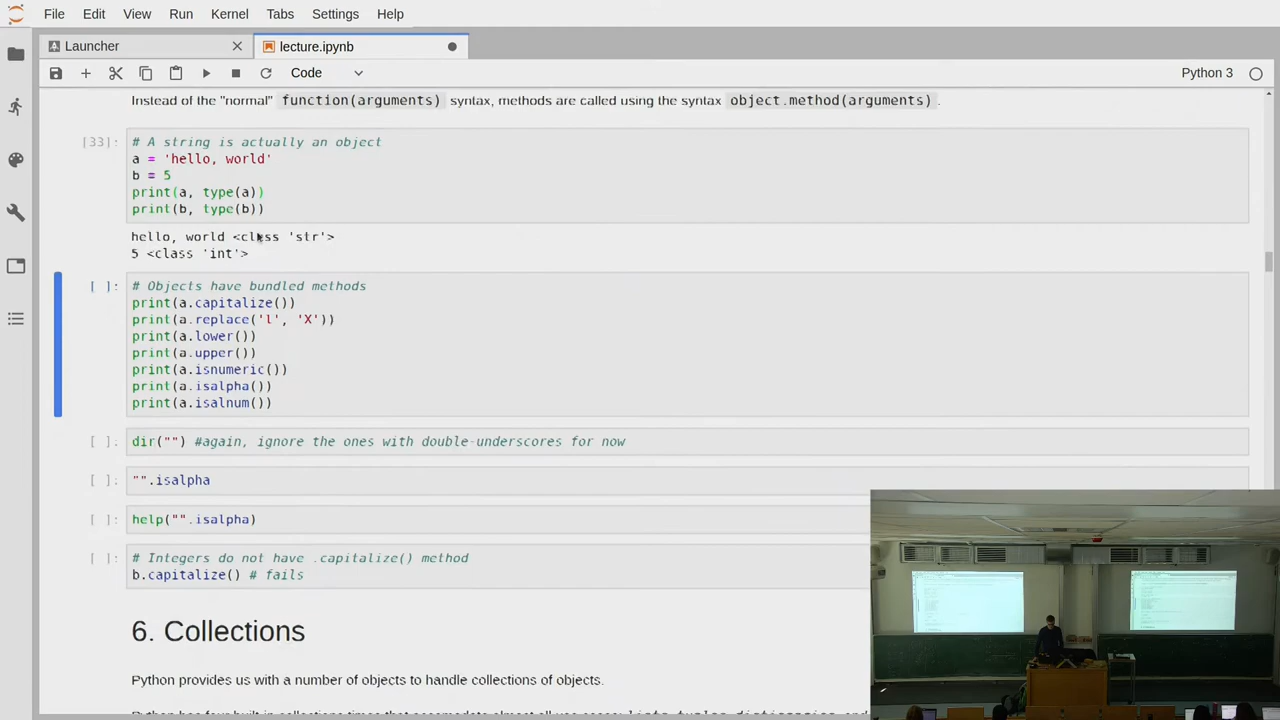 File Edit View Run Kernel Tabs Settings Help
Launcher
lecture.ipynb
Code
Python 3
Instead of the "normal" function(arguments) syntax, methods are called using the syntax object.method(arguments) .
[33]:
# A string is actually an object
a = 'hello, world'
b = 5
print(a, type(a))
print(b, type(b))
hello, world <class 'str'>
5 <class 'int'>
[ ]:
# Objects have bundled methods
print(a.capitalize())
print(a.replace('l', 'X'))
print(a.lower())
print(a.upper())
print(a.isnumeric())
print(a.isalpha())
print(a.isalnum())
[ ]:
dir("") #again, ignore the ones with double-underscores for now
[ ]:
"".isalpha
[ ]:
help("".isalpha)
[ ]:
# Integers do not have .capitalize() method
b.capitalize() # fails
6. Collections
Python provides us with a number of objects to handle collections of objects.